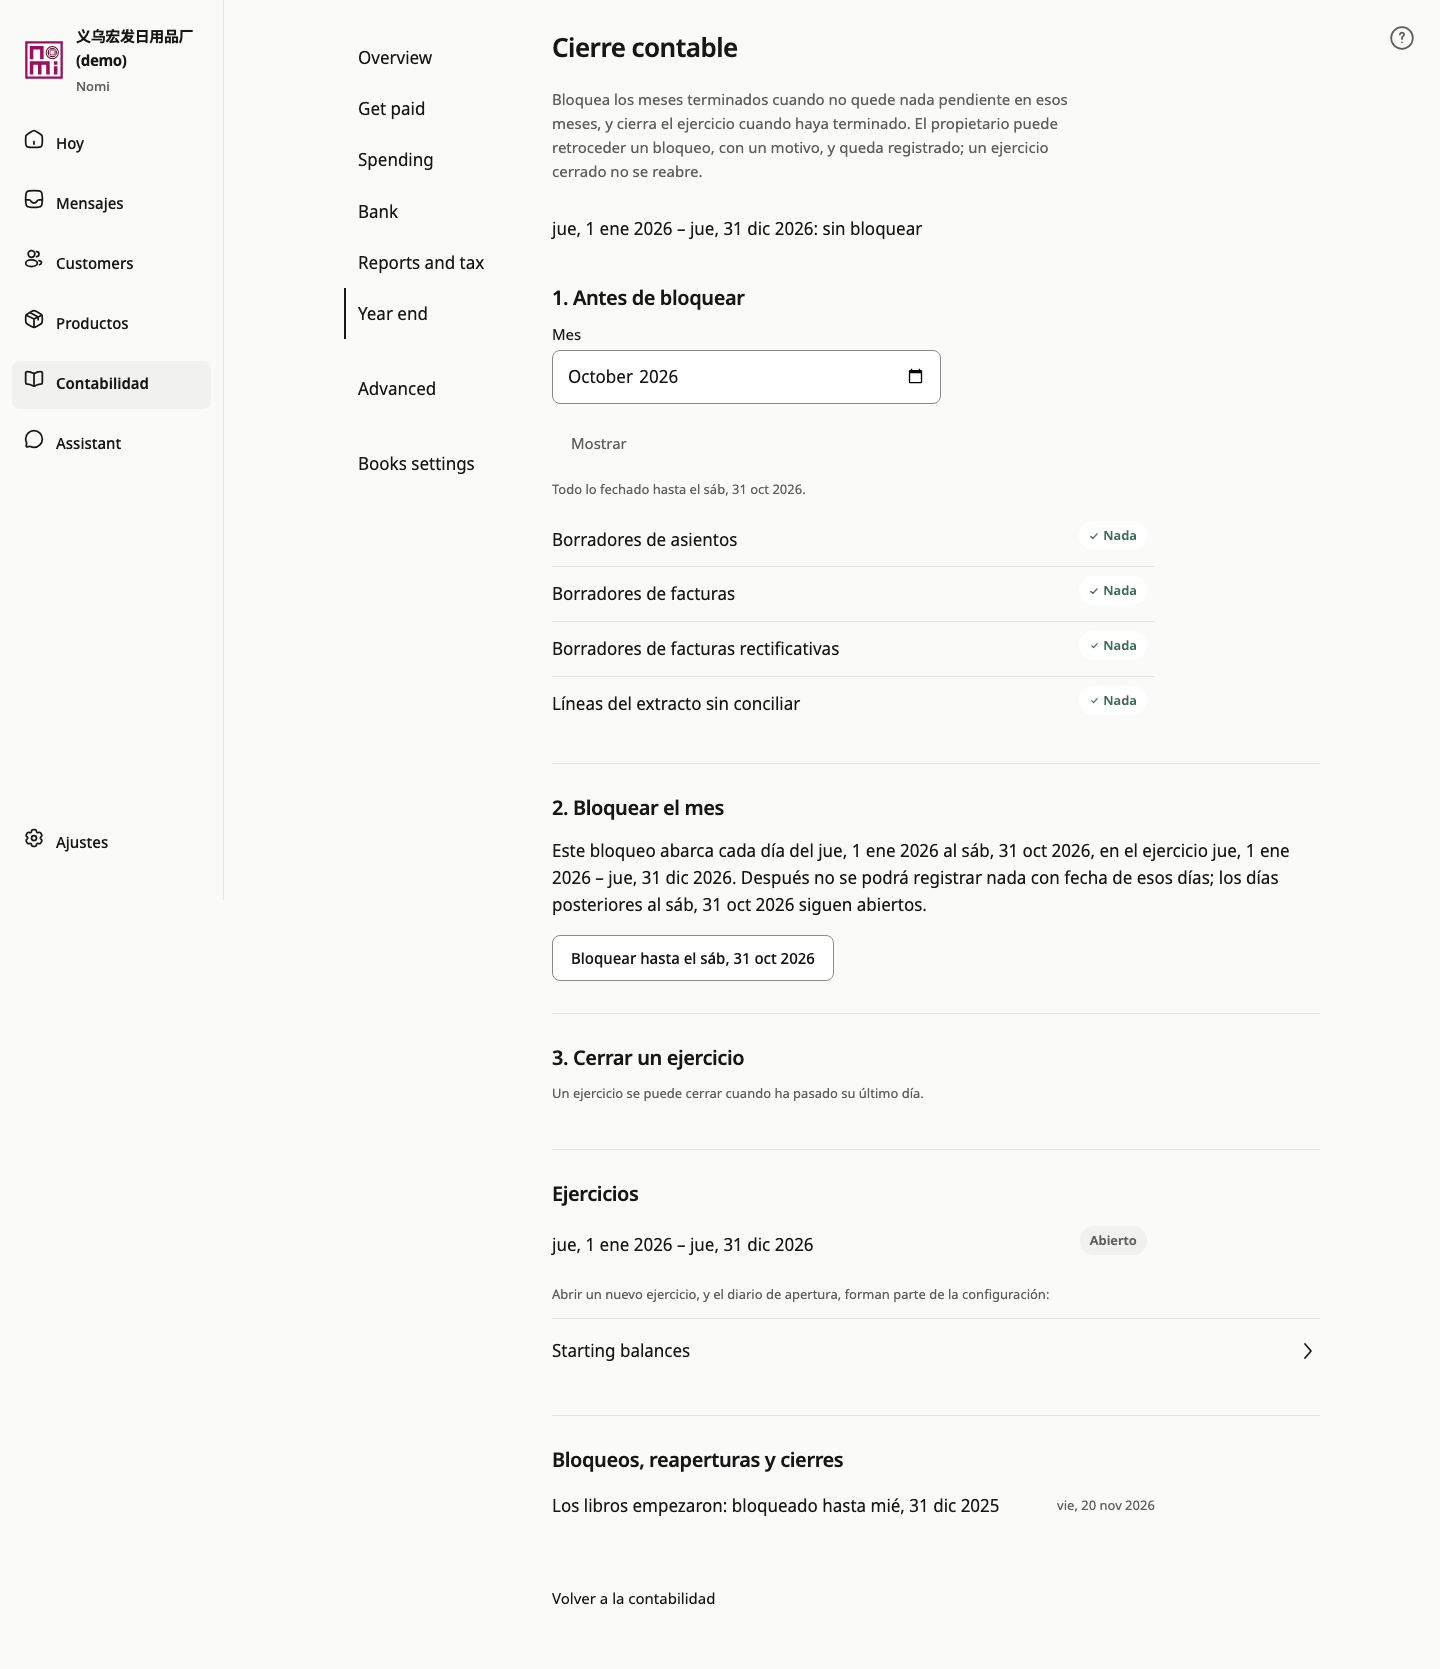 义乌宏发日用品厂
(demo)
Nomi
Hoy
Mensajes
Customers
Productos
Contabilidad
Assistant
Ajustes
Overview
Get paid
Spending
Bank
Reports and tax
Year end
Advanced
Books settings
Cierre contable
Bloquea los meses terminados cuando no quede nada pendiente en esos
meses, y cierra el ejercicio cuando haya terminado. El propietario puede
retroceder un bloqueo, con un motivo, y queda registrado; un ejercicio
cerrado no se reabre.
jue, 1 ene 2026 – jue, 31 dic 2026: sin bloquear
1. Antes de bloquear
Mes
October 2026
Mostrar
Todo lo fechado hasta el sáb, 31 oct 2026.
Borradores de asientos
Nada
Borradores de facturas
Nada
Borradores de facturas rectificativas
Nada
Líneas del extracto sin conciliar
Nada
2. Bloquear el mes
Este bloqueo abarca cada día del jue, 1 ene 2026 al sáb, 31 oct 2026, en el ejercicio jue, 1 ene
2026 – jue, 31 dic 2026. Después no se podrá registrar nada con fecha de esos días; los días
posteriores al sáb, 31 oct 2026 siguen abiertos.
Bloquear hasta el sáb, 31 oct 2026
3. Cerrar un ejercicio
Un ejercicio se puede cerrar cuando ha pasado su último día.
Ejercicios
jue, 1 ene 2026 – jue, 31 dic 2026
Abierto
Abrir un nuevo ejercicio, y el diario de apertura, forman parte de la configuración:
Starting balances
Bloqueos, reaperturas y cierres
Los libros empezaron: bloqueado hasta mié, 31 dic 2025
vie, 20 nov 2026
Volver a la contabilidad